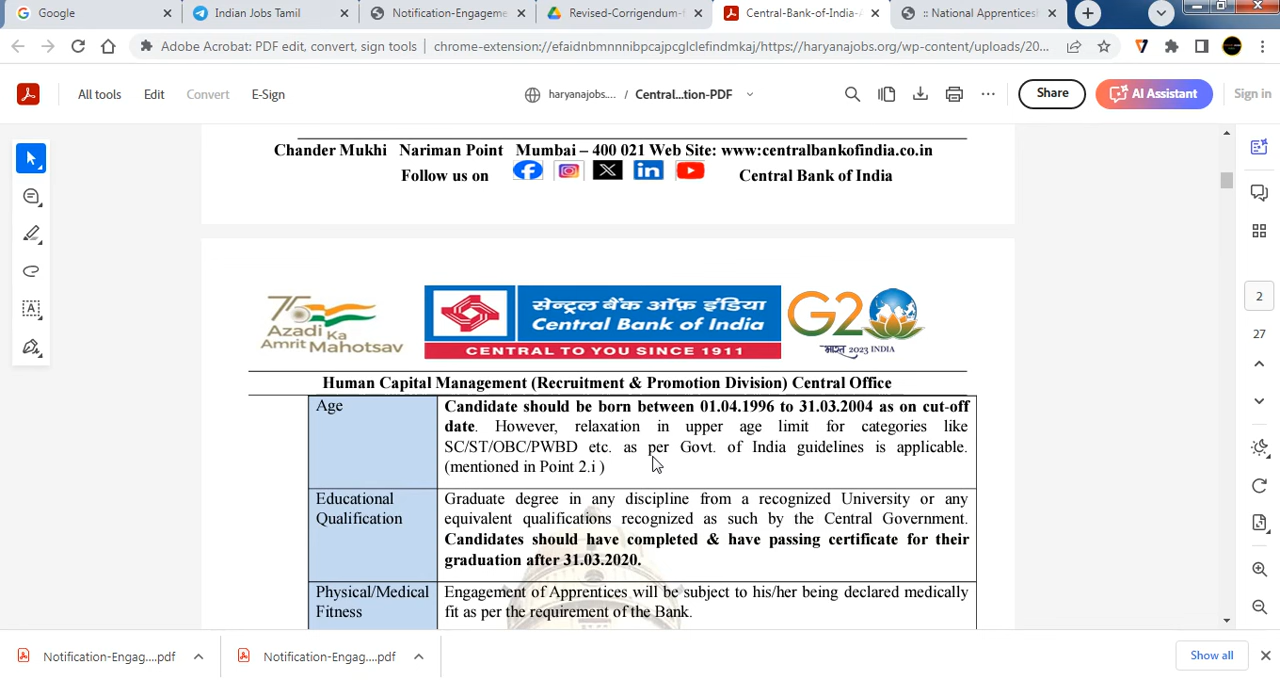 Google
Indian Jobs Tamil
Notification-Engageme
Revised-Corrigendum-
Central-Bank-of-India-
:: National Apprentices
Adobe Acrobat: PDF edit, convert, sign tools
chrome-extension://efaidnbmnnnibpcajpcglclefindmkaj/https://haryanajobs.org/wp-content/uploads/20...
All tools
Edit
Convert
E-Sign
haryanajobs.... / Central...tion-PDF
Share
AI Assistant
Sign in
Chander Mukhi Nariman Point Mumbai – 400 021 Web Site: www:centralbankofindia.co.in
Follow us on
Central Bank of India
75
Azadi Ka
Amrit Mahotsav
सेन्ट्रल बैंक ऑफ़ इंडिया
Central Bank of India
CENTRAL TO YOU SINCE 1911
G20
भारत 2023 INDIA
Human Capital Management (Recruitment & Promotion Division) Central Office
Age
Candidate should be born between 01.04.1996 to 31.03.2004 as on cut-off
date. However, relaxation in upper age limit for categories like
SC/ST/OBC/PWBD etc. as per Govt. of India guidelines is applicable.
(mentioned in Point 2.i )
Educational
Qualification
Graduate degree in any discipline from a recognized University or any
equivalent qualifications recognized as such by the Central Government.
Candidates should have completed & have passing certificate for their
graduation after 31.03.2020.
Physical/Medical
Fitness
Engagement of Apprentices will be subject to his/her being declared medically
fit as per the requirement of the Bank.
2
27
Notification-Engag....pdf
Notification-Engag....pdf
Show all